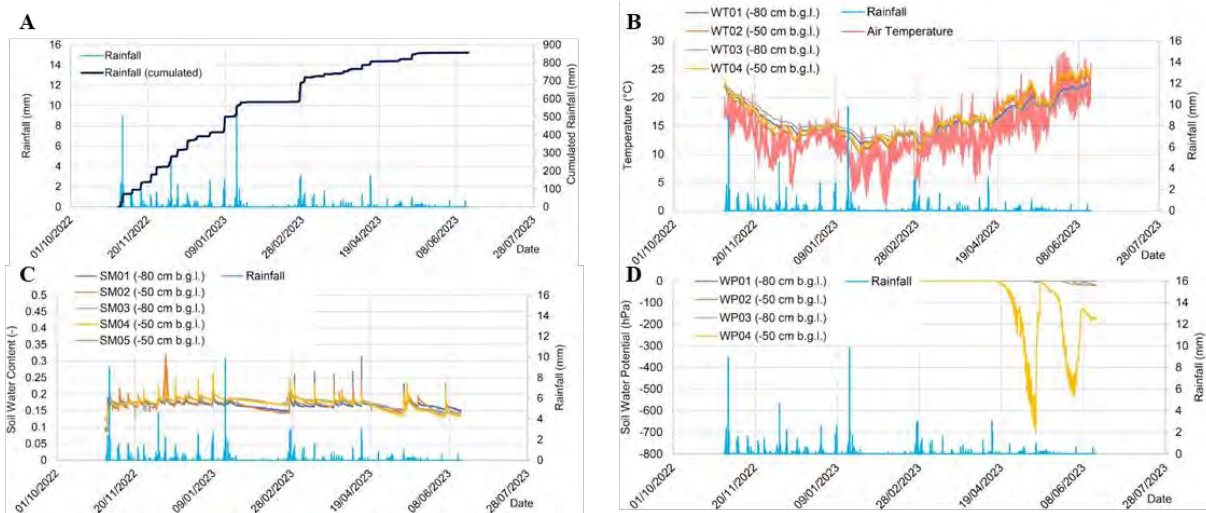 A
Rainfall
Rainfall (cumulated)
Rainfall (mm)
16
14
12
10
8
6
4
2
0
Cumulated Rainfall (mm)
900
800
700
600
500
400
300
200
100
0
01/10/2022
20/11/2022
09/01/2023
28/02/2023
19/04/2023
08/06/2023
28/07/2023
Date
B
WT01 (-80 cm b.g.l.)
WT02 (-50 cm b.g.l.)
WT03 (-80 cm b.g.l.)
WT04 (-50 cm b.g.l.)
Rainfall
Air Temperature
Temperature (°C)
30
25
20
15
10
5
0
Rainfall (mm)
16
14
12
10
8
6
4
2
0
01/10/2022
20/11/2022
09/01/2023
28/02/2023
19/04/2023
08/06/2023
28/07/2023
Date
C
SM01 (-80 cm b.g.l.)
SM02 (-50 cm b.g.l.)
SM03 (-80 cm b.g.l.)
SM04 (-50 cm b.g.l.)
SM05 (-50 cm b.g.l.)
Rainfall
Soil Water Content (-)
0.5
0.45
0.4
0.35
0.3
0.25
0.2
0.15
0.1
0.05
0
Rainfall (mm)
16
14
12
10
8
6
4
2
0
01/10/2022
20/11/2022
09/01/2023
28/02/2023
19/04/2023
08/06/2023
28/07/2023
Date
D
WP01 (-80 cm b.g.l.)
WP02 (-50 cm b.g.l.)
WP03 (-80 cm b.g.l.)
WP04 (-50 cm b.g.l.)
Rainfall
Soil Water Potential (hPa)
-0
-100
-200
-300
-400
-500
-600
-700
-800
Rainfall (mm)
16
14
12
10
8
6
4
2
0
01/10/2022
20/11/2022
09/01/2023
28/02/2023
19/04/2023
08/06/2023
28/07/2023
Date